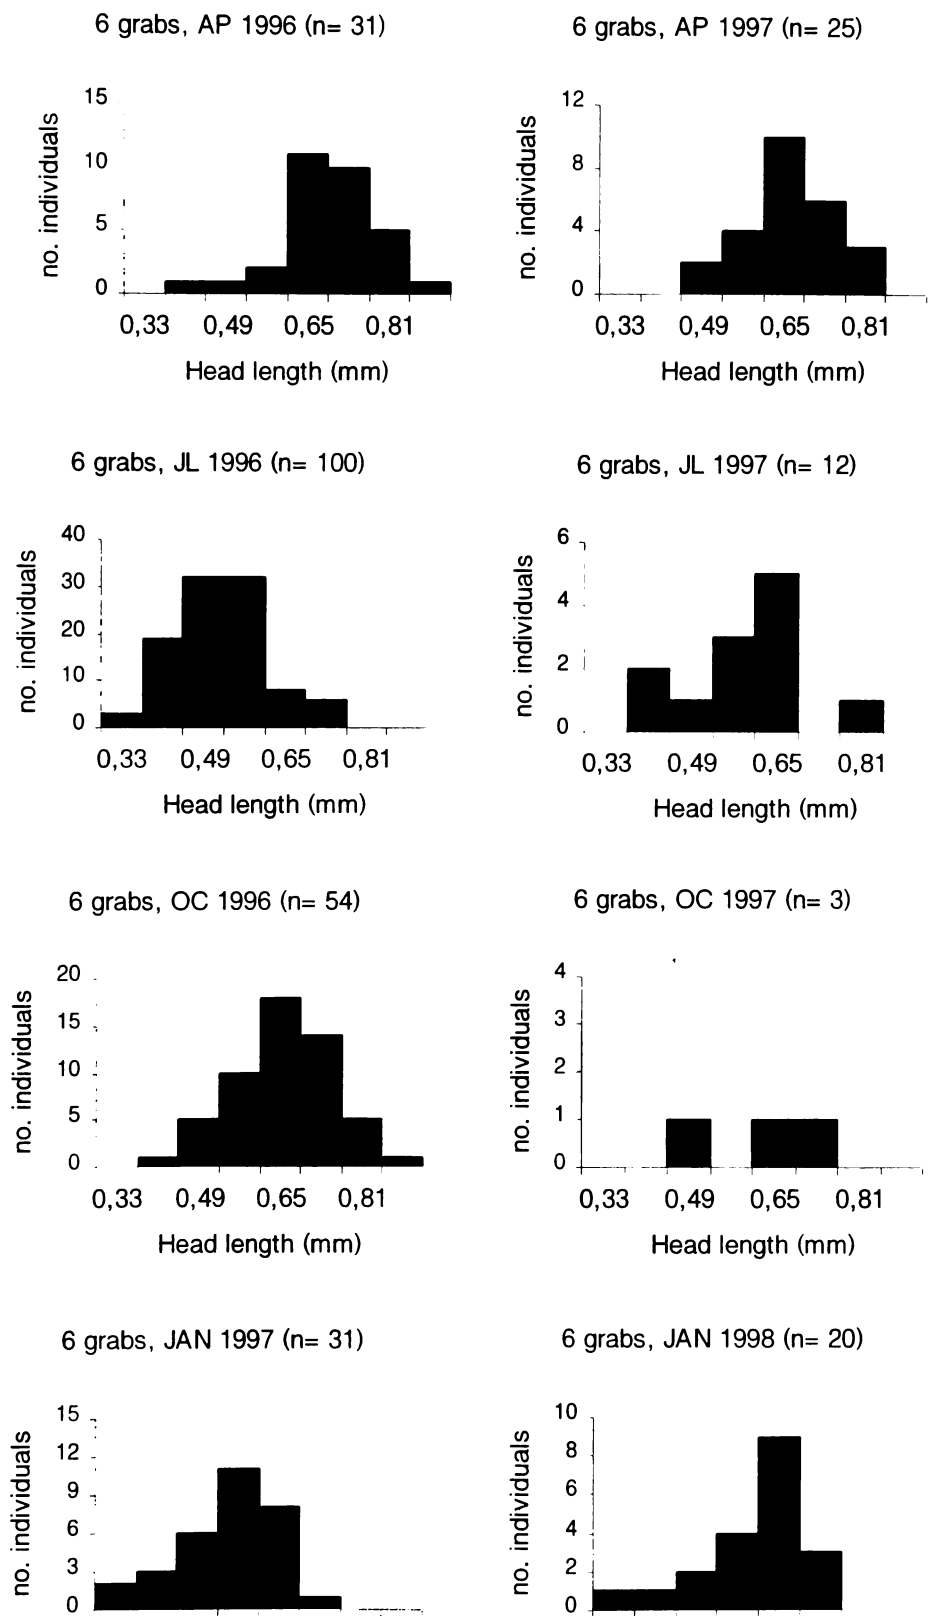 6 grabs, AP 1996 (n= 31)
no. individuals
15
10
5
0
0,33 0,49 0,65 0,81
Head length (mm)
6 grabs, AP 1997 (n= 25)
no. individuals
12
8
4
0
0,33 0,49 0,65 0,81
Head length (mm)
6 grabs, JL 1996 (n= 100)
no. individuals
40
30
20
10
0
0,33 0,49 0,65 0,81
Head length (mm)
6 grabs, JL 1997 (n= 12)
no. individuals
6
4
2
0
0,33 0,49 0,65 0,81
Head length (mm)
6 grabs, OC 1996 (n= 54)
no. individuals
20
15
10
5
0
0,33 0,49 0,65 0,81
Head length (mm)
6 grabs, OC 1997 (n= 3)
no. individuals
4
3
2
1
0
0,33 0,49 0,65 0,81
Head length (mm)
6 grabs, JAN 1997 (n= 31)
no. individuals
15
12
9
6
3
0
6 grabs, JAN 1998 (n= 20)
no. individuals
10
8
6
4
2
0